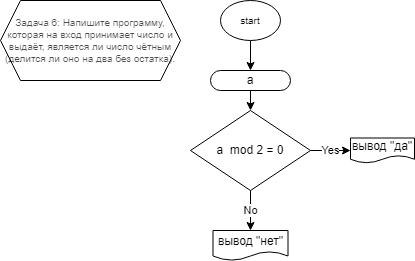 Задача 6: Напишите программу,
которая на вход принимает число и
выдаёт, является ли число чётным
(делится ли оно на два без остатка).
start
a
a mod 2 = 0
Yes
вывод "да"
No
вывод "нет"